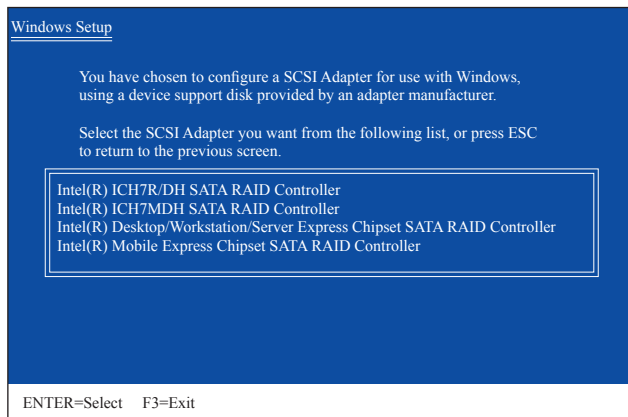 Windows Setup
You have chosen to configure a SCSI Adapter for use with Windows,
using a device support disk provided by an adapter manufacturer.
Select the SCSI Adapter you want from the following list, or press ESC
to return to the previous screen.
Intel(R) ICH7R/DH SATA RAID Controller
Intel(R) ICH7MDH SATA RAID Controller
Intel(R) Desktop/Workstation/Server Express Chipset SATA RAID Controller
Intel(R) Mobile Express Chipset SATA RAID Controller
ENTER=Select F3=Exit